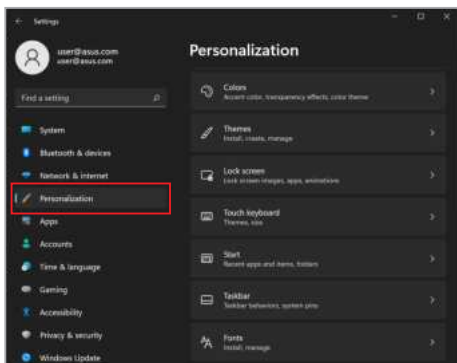 Settings
user@asus.com
user@asus.com
Find a setting
System
Bluetooth & devices
Network & internet
Personalization
Apps
Accounts
Time & language
Gaming
Accessibility
Privacy & security
Windows Update
Personalization
Colors
Accent color, transparency effects, color theme
Themes
Install, create, manage
Lock screen
Lock screen images, apps, animations
Touch keyboard
Themes, size
Start
Recent apps and items, folders
Taskbar
Taskbar behaviors, system pins
Fonts
Install, manage